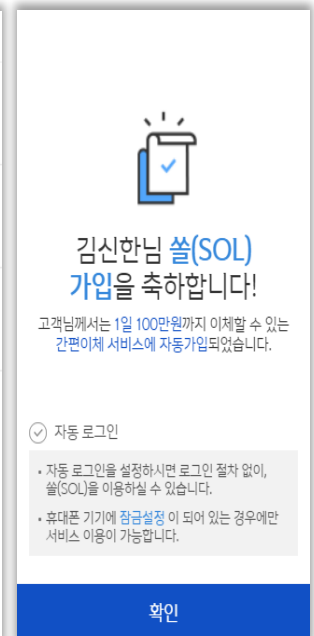 김신한님 쏠(SOL)
가입을 축하합니다!
고객님께서는 1일 100만원까지 이체할 수 있는
간편이체 서비스에 자동가입되었습니다.
자동 로그인
• 자동 로그인을 설정하시면 로그인 절차 없이,
쏠(SOL)을 이용하실 수 있습니다.
• 휴대폰 기기에 잠금설정 이 되어 있는 경우에만
서비스 이용이 가능합니다.
확인